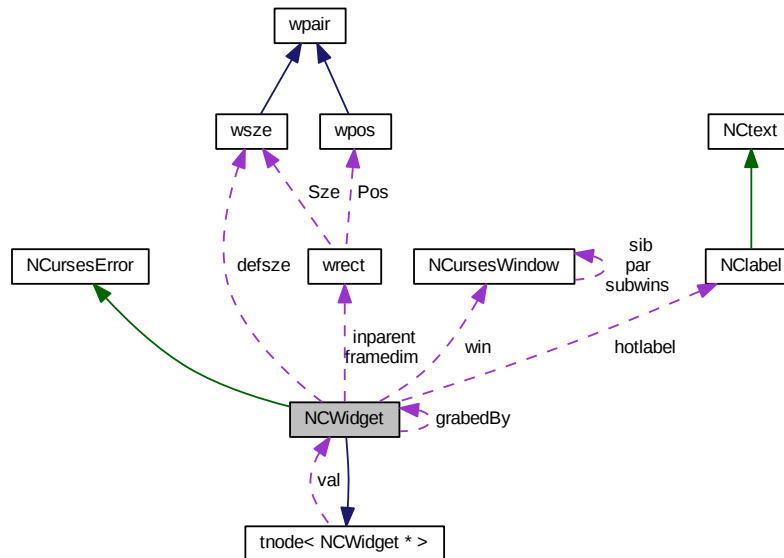 wpair
wsze
wpos
NCtext
Sze
Pos
NCursesError
defsze
wrect
NCursesWindow
sib
par
subwins
NClabel
inparent
framedim
win
hotlabel
NCWidget
grabedBy
val
tnode< NCWidget * >